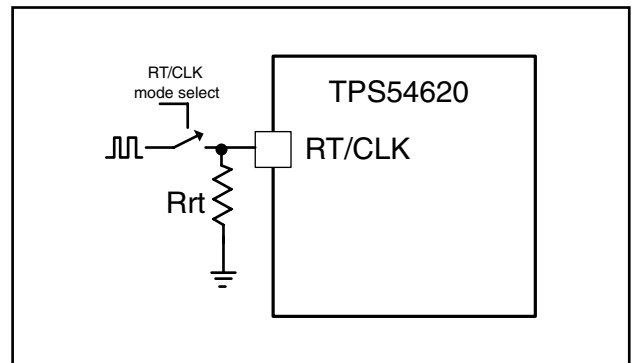 RT/CLK
mode select
TPS54620
RT/CLK
Rrt